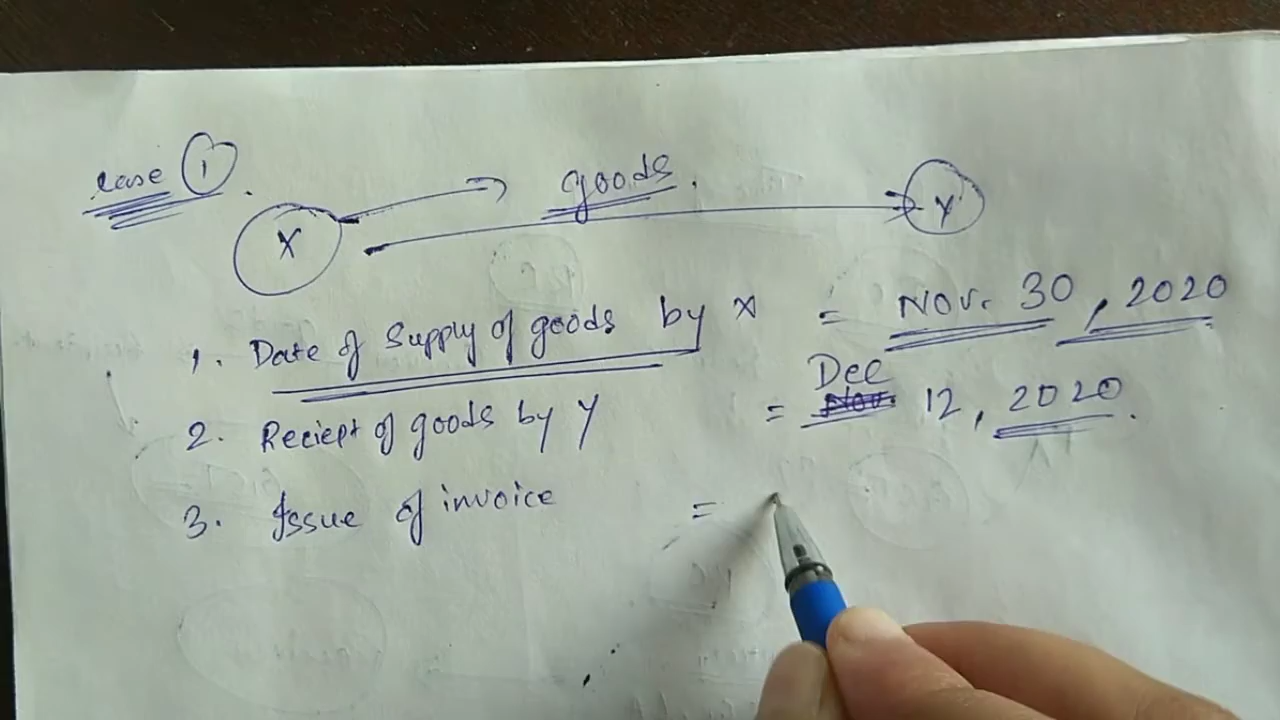 case 1.
goods.
X Y
1. Date of Supply of goods by X = Nov. 30, 2020
Dec
2. Reciept of goods by Y = Nov. 12, 2020.
3. Issue of invoice =